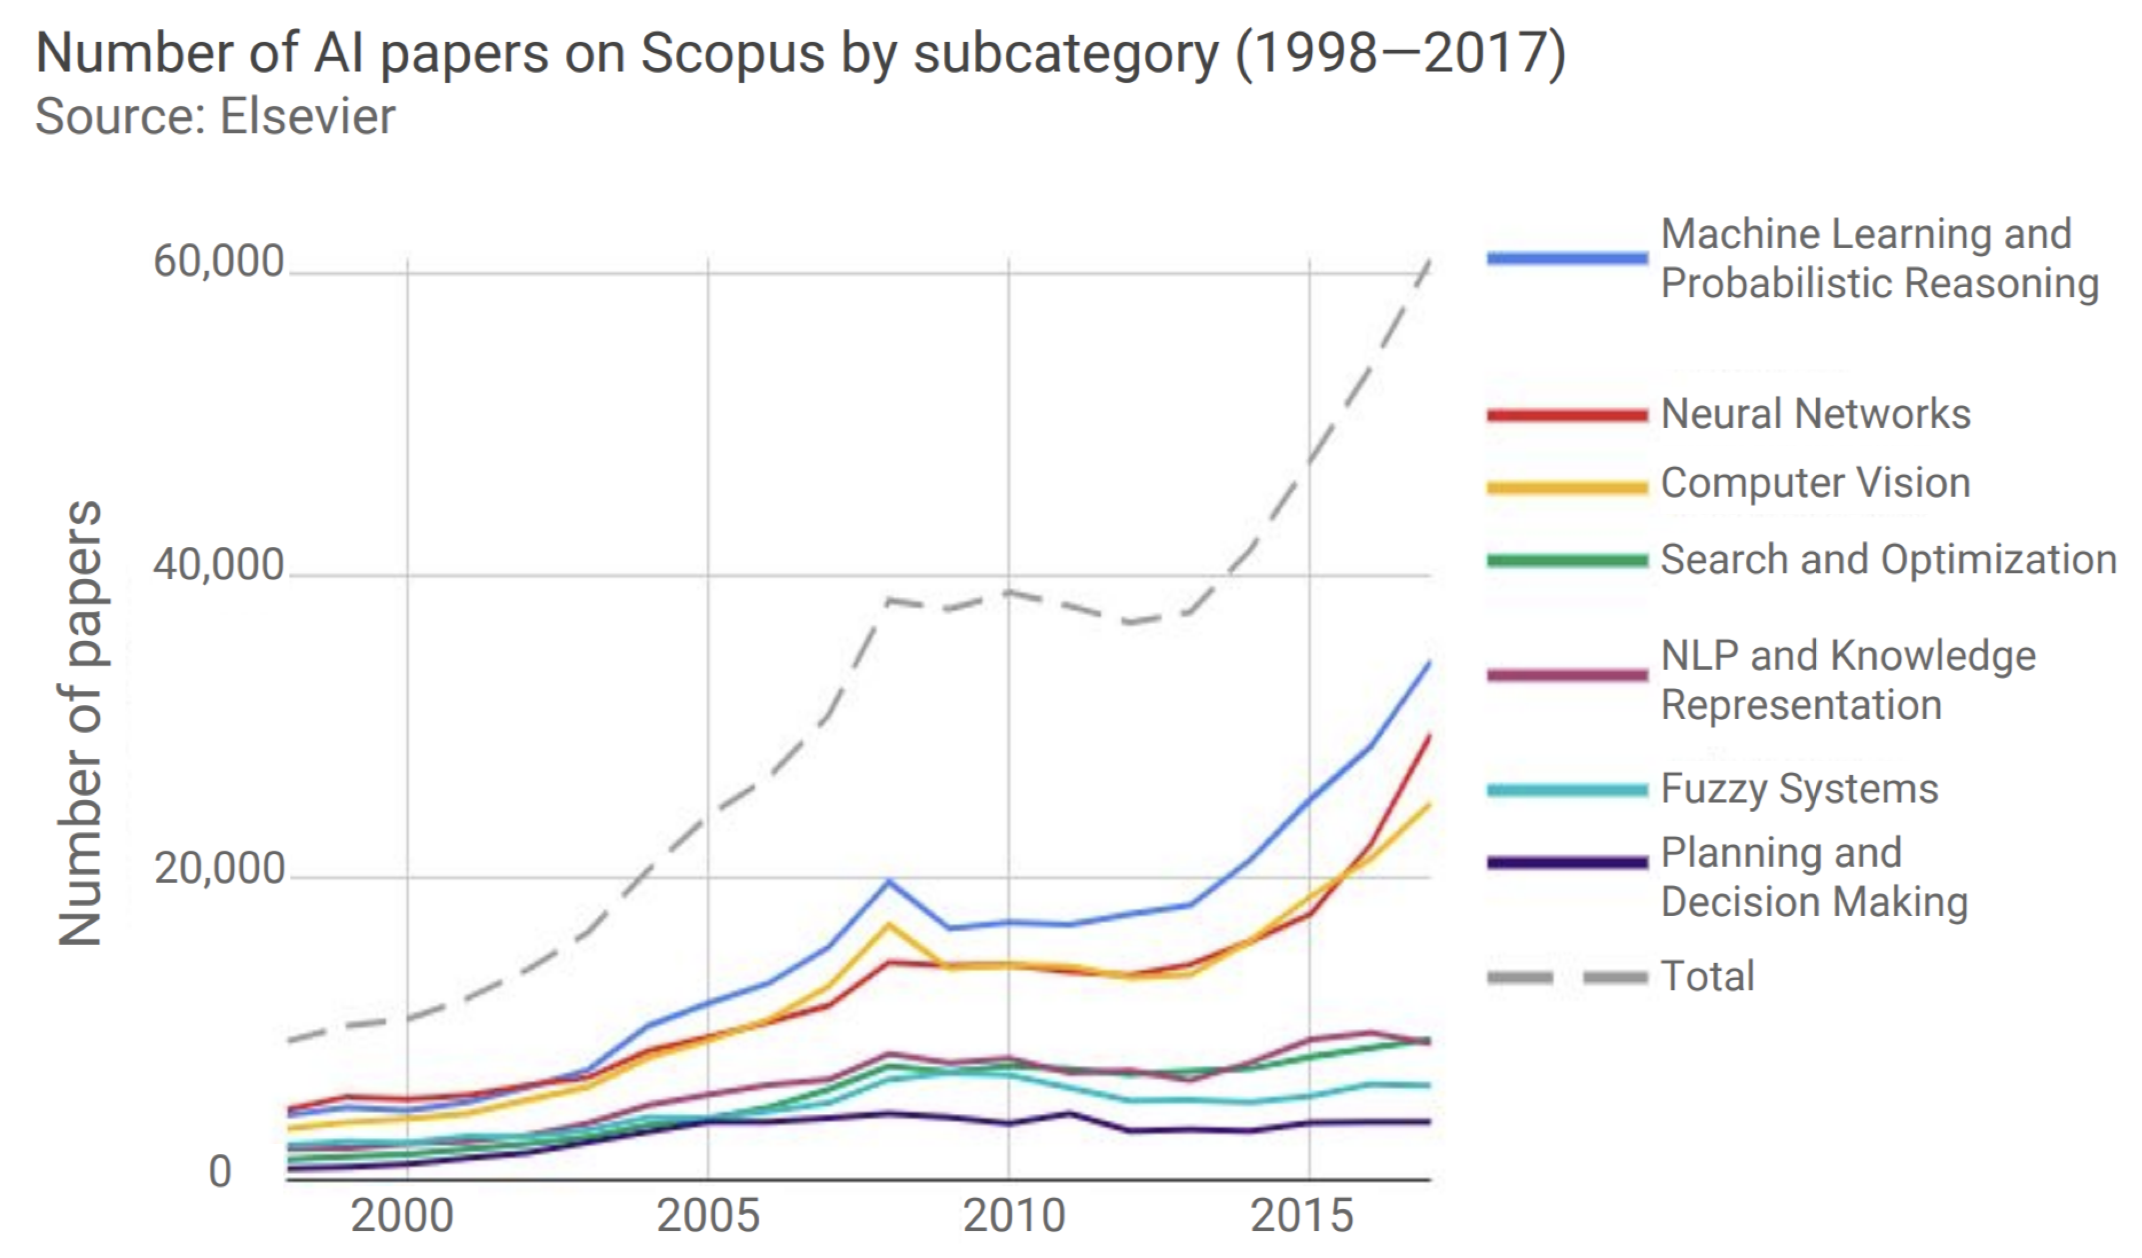 Number of AI papers on Scopus by subcategory (1998—2017)
Source: Elsevier
Number of papers
60,000
40,000
20,000
0
2000
2005
2010
2015
Machine Learning and
Probabilistic Reasoning
Neural Networks
Computer Vision
Search and Optimization
NLP and Knowledge
Representation
Fuzzy Systems
Planning and
Decision Making
Total